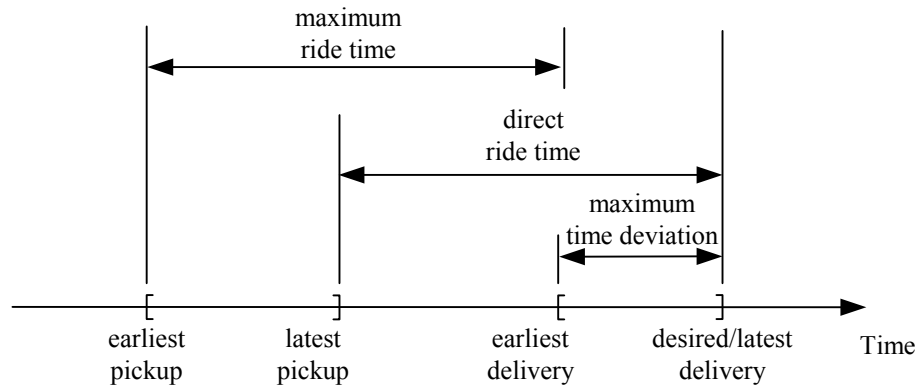 maximum
ride time
direct
ride time
maximum
time deviation
earliest
pickup
latest
pickup
earliest
delivery
desired/latest
delivery
Time